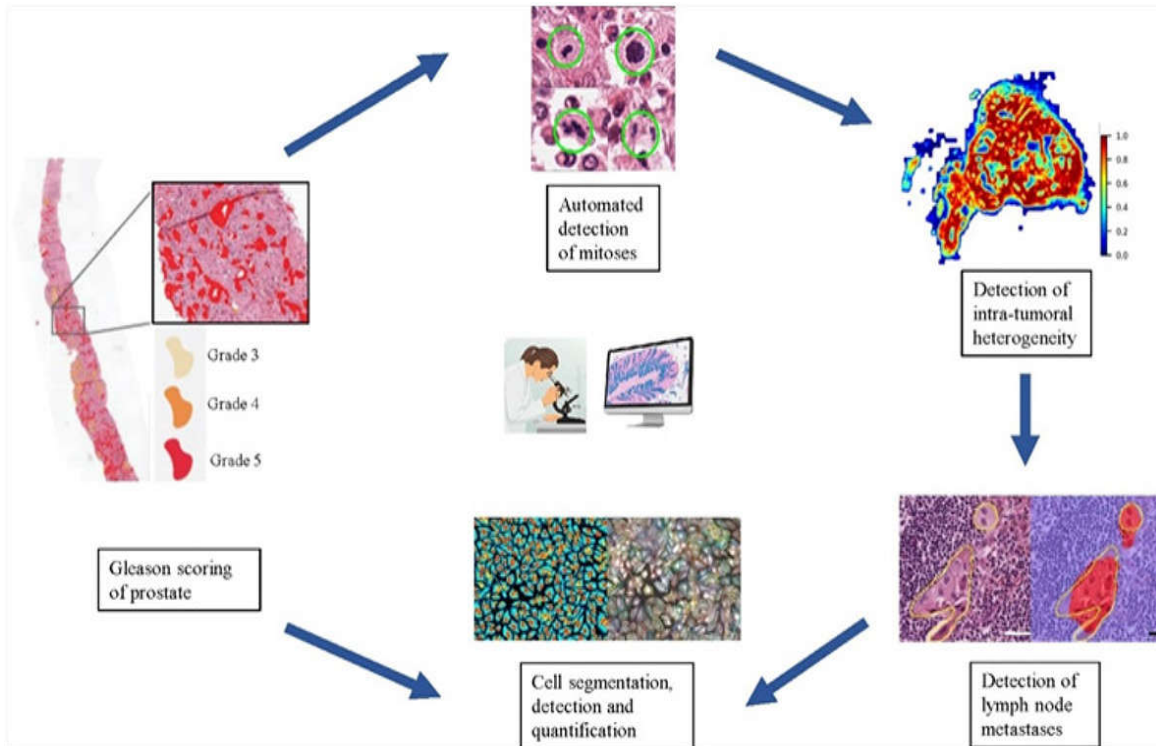 Automated
detection
of mitoses
1.0
0.8
0.6
0.4
0.2
0.0
Detection of
intra-tumoral
heterogeneity
Grade 3
Grade 4
Grade 5
Gleason scoring
of prostate
Cell segmentation,
detection and
quantification
Detection of
lymph node
metastases